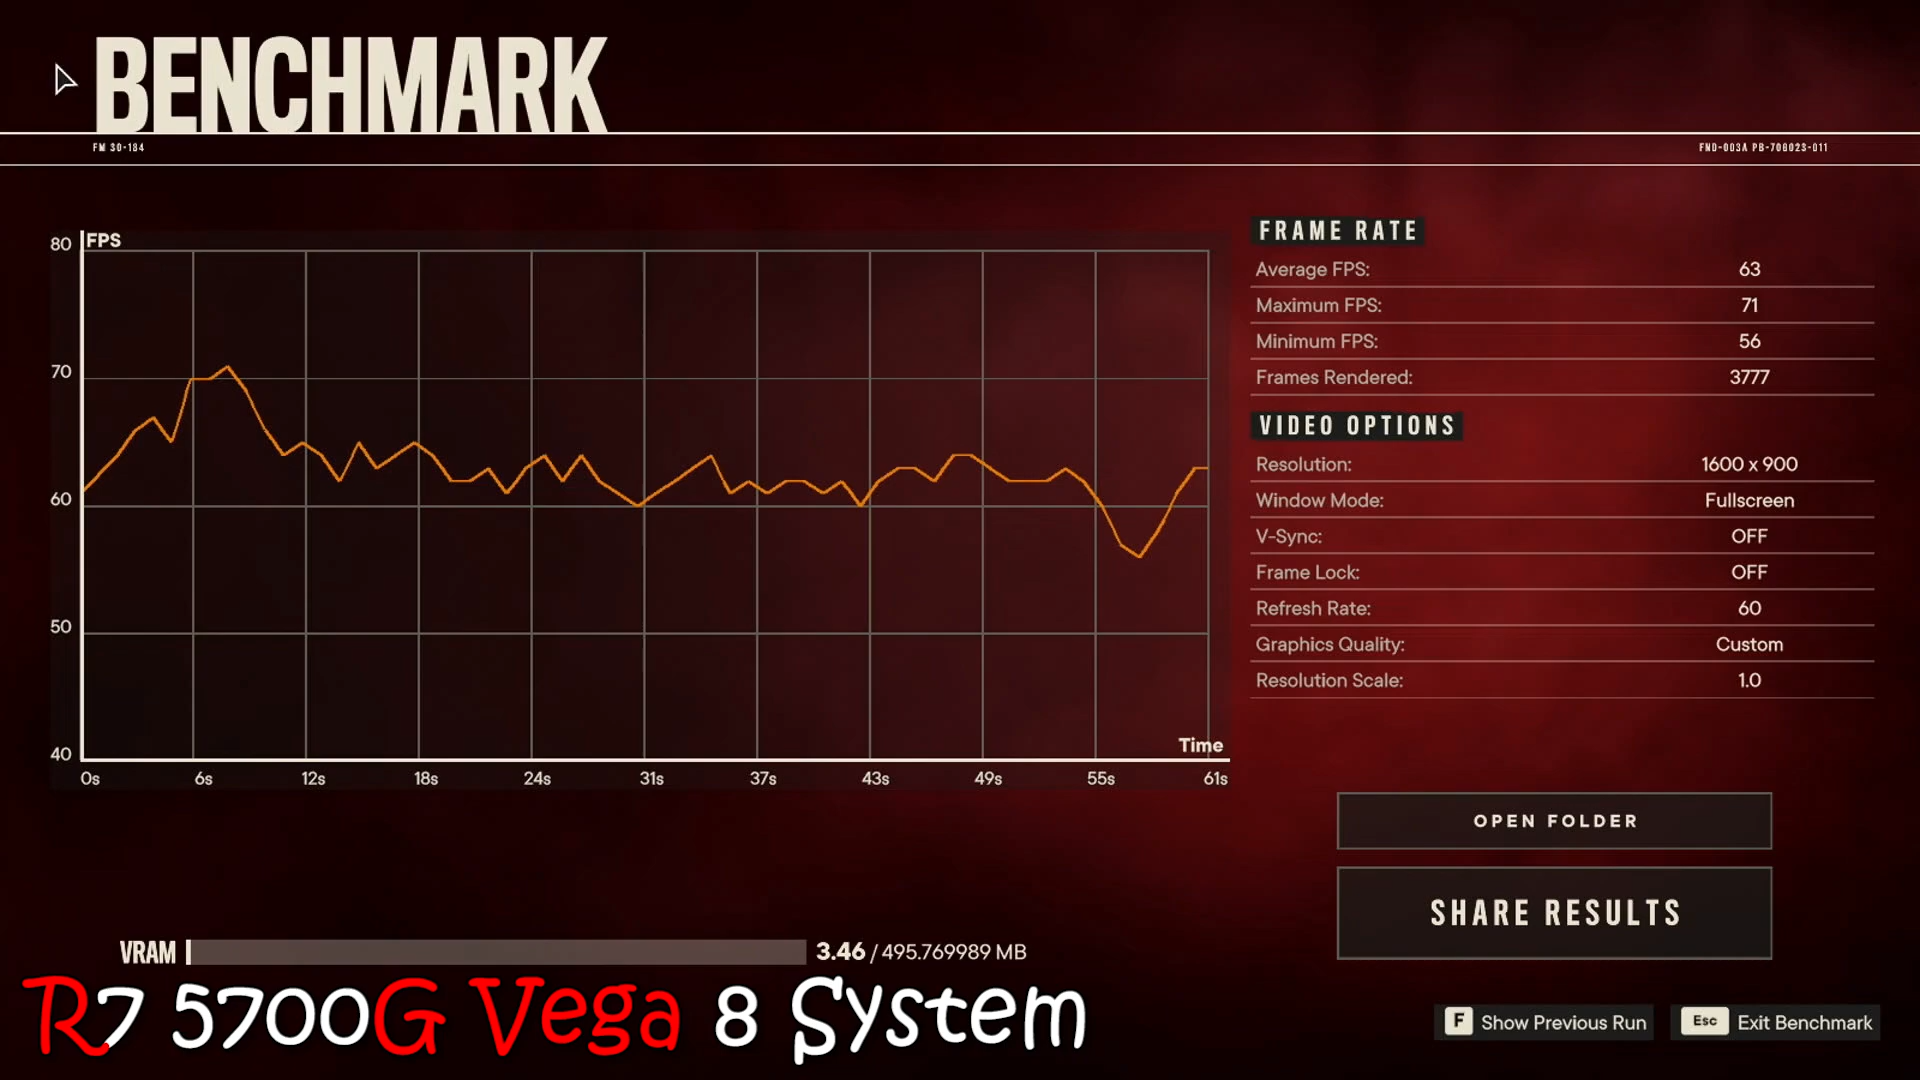 BENCHMARK
FM 30-184
FND-003A PB-708023-011
80 FPS
70
60
50
40
Time
0s 6s 12s 18s 24s 31s 37s 43s 49s 55s 61s
FRAME RATE
Average FPS: 63
Maximum FPS: 71
Minimum FPS: 56
Frames Rendered: 3777
VIDEO OPTIONS
Resolution: 1600 x 900
Window Mode: Fullscreen
V-Sync: OFF
Frame Lock: OFF
Refresh Rate: 60
Graphics Quality: Custom
Resolution Scale: 1.0
OPEN FOLDER
SHARE RESULTS
VRAM 3.46 / 495.769989 MB
R7 5700G Vega 8 System
F Show Previous Run
Esc Exit Benchmark